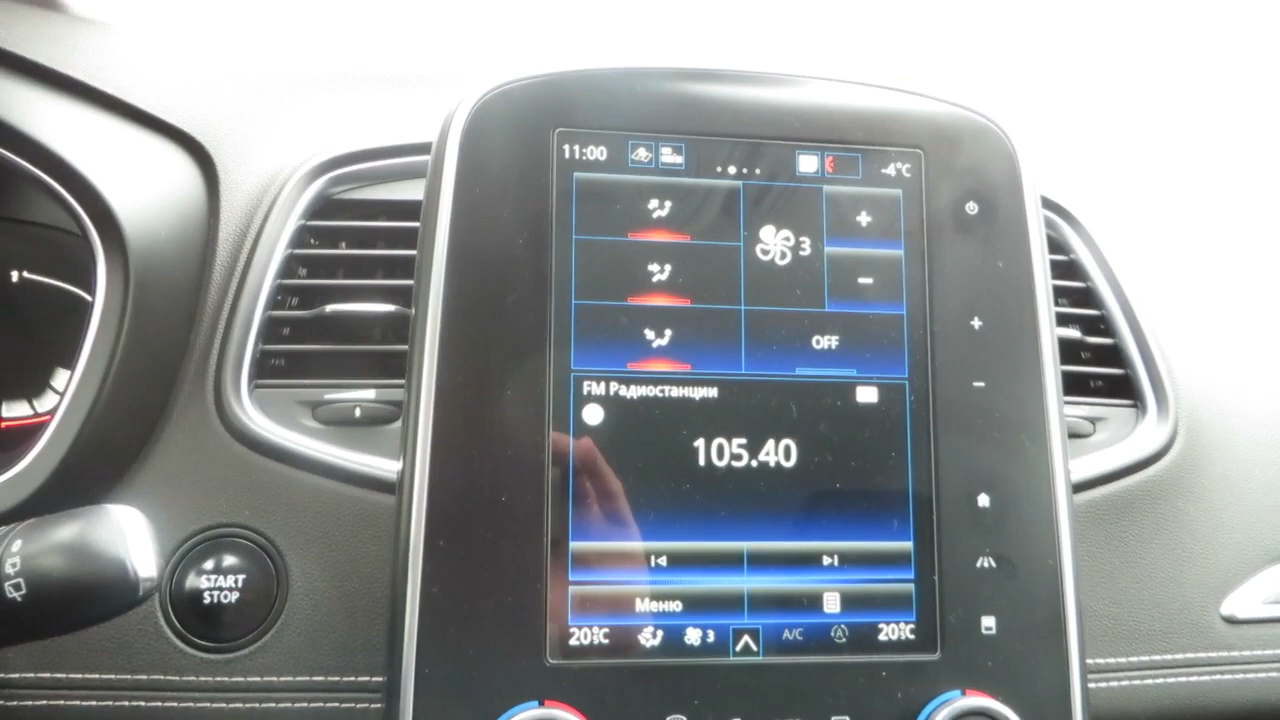 11:00
-4°C
3
OFF
FM Радиостанции
105.40
Меню
20°C
3
A/C
A
20°C
START
STOP